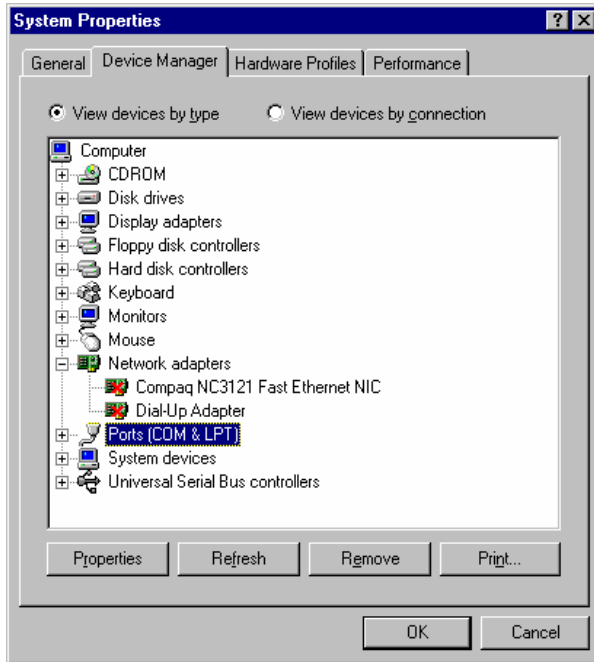 System Properties
General Device Manager Hardware Profiles Performance
View devices by type View devices by connection
Computer
CDROM
Disk drives
Display adapters
Floppy disk controllers
Hard disk controllers
Keyboard
Monitors
Mouse
Network adapters
Compaq NC3121 Fast Ethernet NIC
Dial-Up Adapter
Ports (COM & LPT)
System devices
Universal Serial Bus controllers
Properties Refresh Remove Print...
OK Cancel